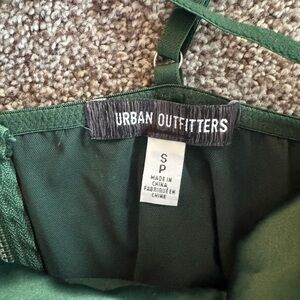 URBAN OUTFITTERS
S
P
MADE IN
CHINA
FABRIQUÉ EN
CHINE